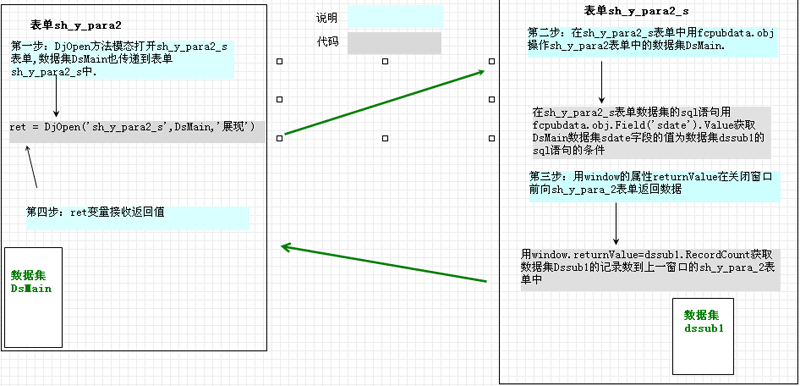 表单sh_y_para2
第一步：DjOpen方法模态打开sh_y_para2_s
表单,数据集DsMain也传递到表单
sh_y_para2_s中.
ret = DjOpen('sh_y_para2_s',DsMain,'展现')
第四步：ret变量接收返回值
数据集
DsMain
说明
代码
表单sh_y_para2_s
第二步：在sh_y_para2_s表单中用fcpubdata.obj
操作sh_y_para2表单中的数据集DsMain.
在sh_y_para2_s表单数据集的sql语句用
fcpubdata.obj.Field('sdate').Value获取
DsMain数据集sdate字段的值为数据集dssub1的
sql语句的条件
第三步：用window的属性returnValue在关闭窗口
前向sh_y_para_2表单返回数据
用window.returnValue=dssub1.RecordCount获取
数据集Dssub1的记录数到上一窗口的sh_y_para_2表
单中
数据集
dssub1